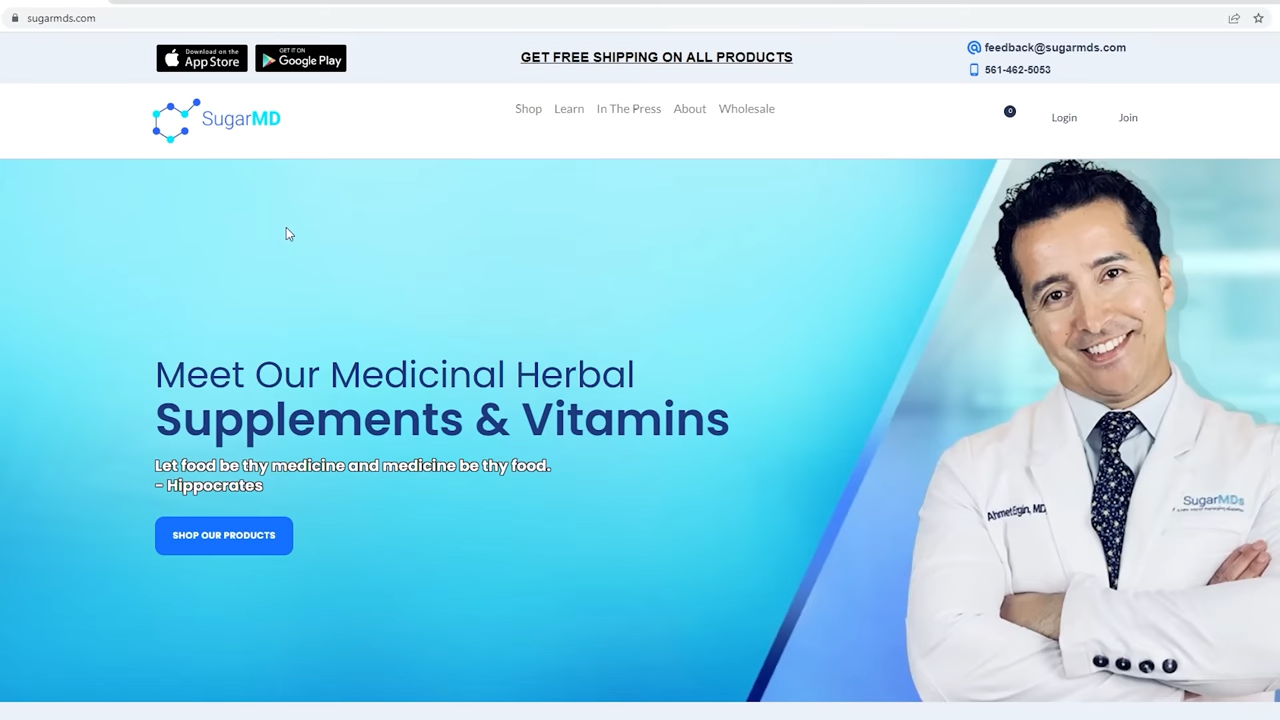 sugarmds.com
Download on the
App Store
GET IT ON
Google Play
GET FREE SHIPPING ON ALL PRODUCTS
feedback@sugarmds.com
561-462-5053
SugarMD
Shop Learn In The Press About Wholesale
0
Login
Join
Meet Our Medicinal Herbal
Supplements & Vitamins
Let food be thy medicine and medicine be thy food.
- Hippocrates
SHOP OUR PRODUCTS
Ahmet Ergin, MD
SugarMDs